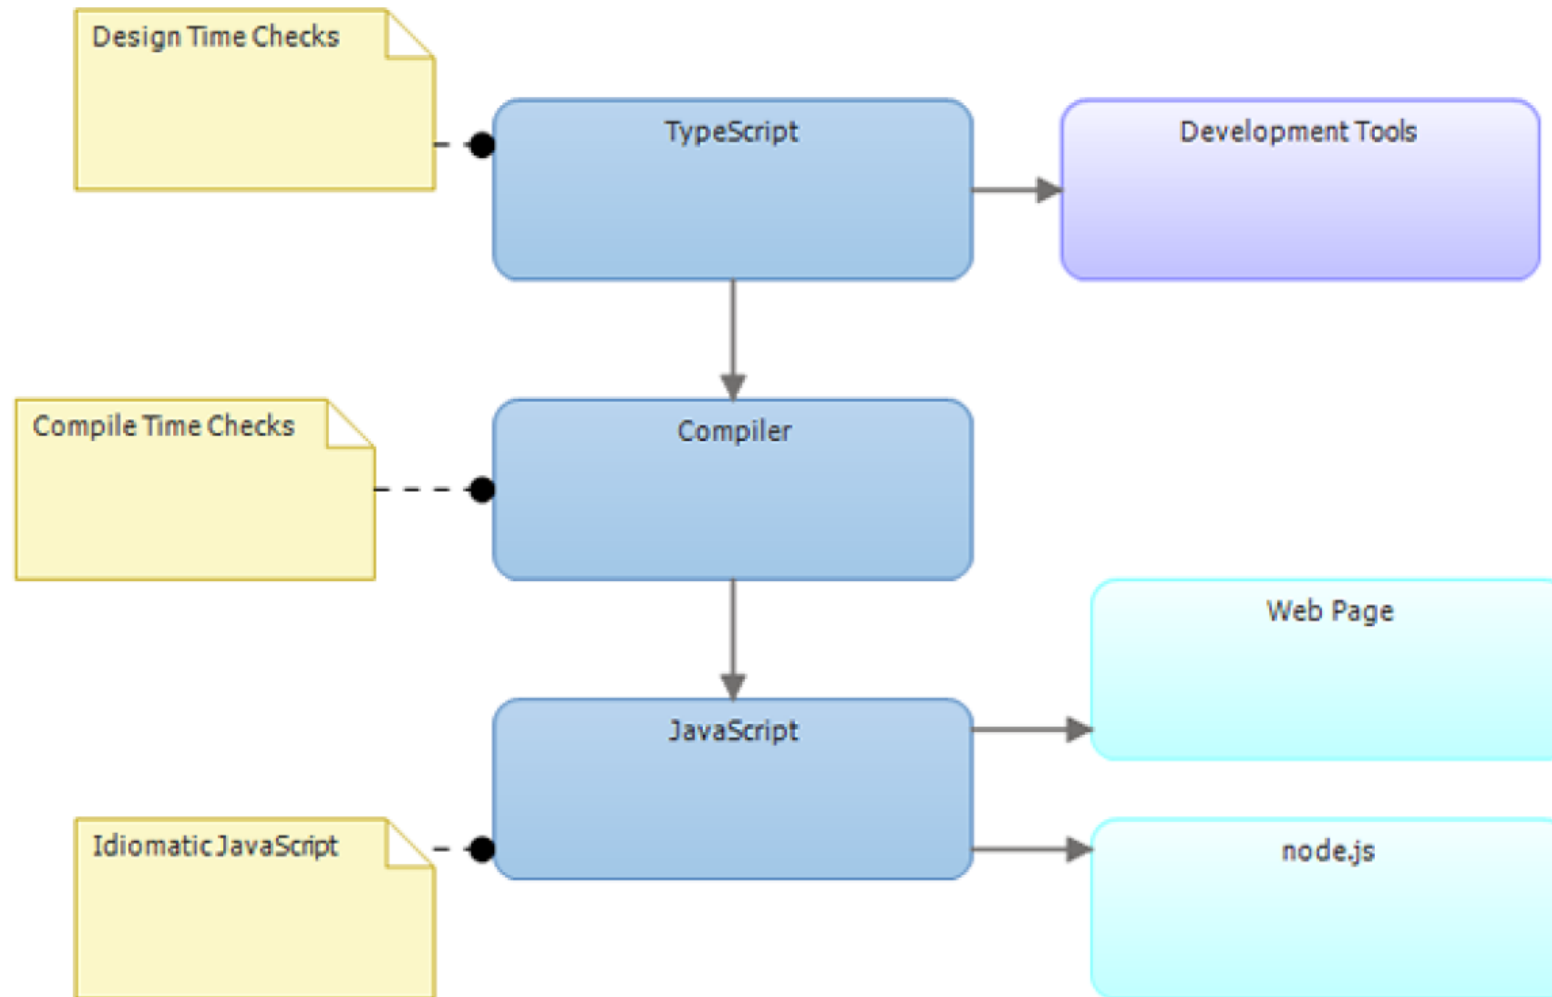 Design Time Checks
TypeScript
Development Tools
Compile Time Checks
Compiler
Web Page
JavaScript
Idiomatic JavaScript
node.js